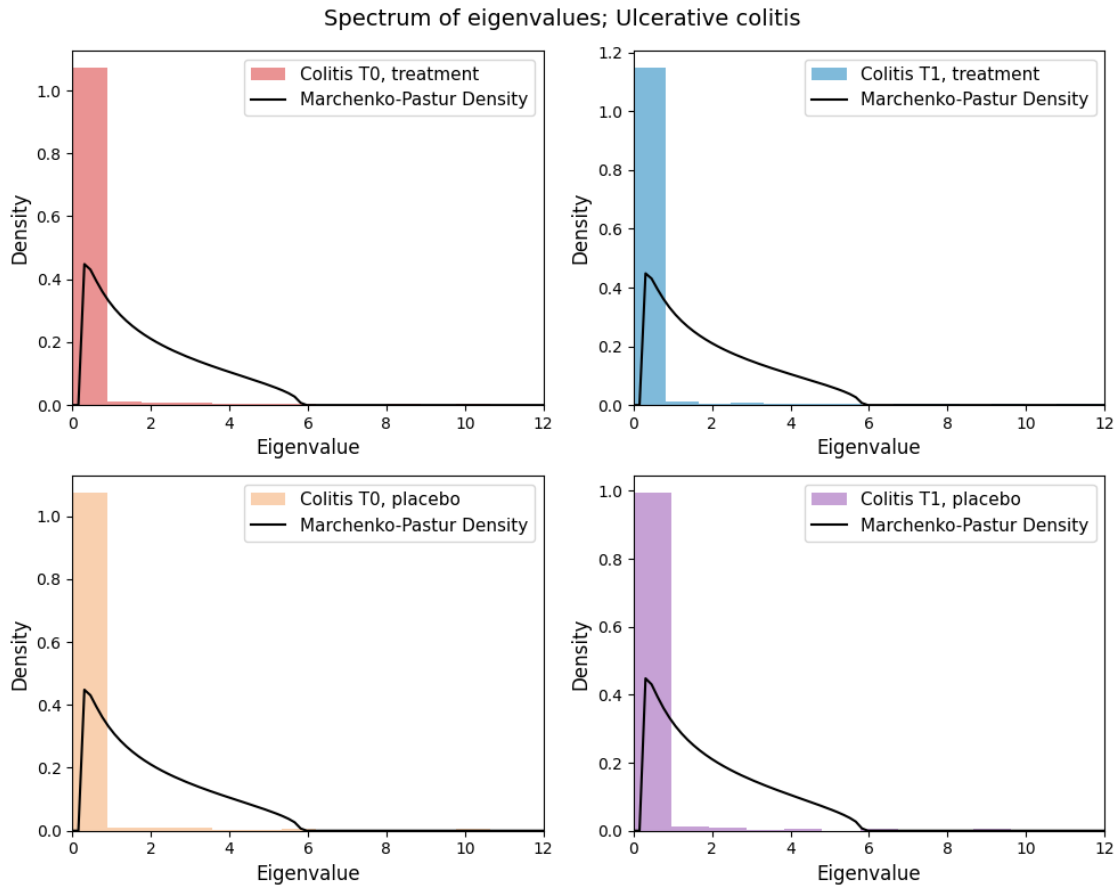 Spectrum of eigenvalues; Ulcerative colitis
Colitis T0, treatment
Marchenko-Pastur Density
1.0
0.8
0.6
0.4
0.2
0.0
Density
0 2 4 6 8 10 12
Eigenvalue
Colitis T1, treatment
Marchenko-Pastur Density
1.2
1.0
0.8
0.6
0.4
0.2
0.0
Density
0 2 4 6 8 10 12
Eigenvalue
Colitis T0, placebo
Marchenko-Pastur Density
1.0
0.8
0.6
0.4
0.2
0.0
Density
0 2 4 6 8 10 12
Eigenvalue
Colitis T1, placebo
Marchenko-Pastur Density
1.0
0.8
0.6
0.4
0.2
0.0
Density
0 2 4 6 8 10 12
Eigenvalue